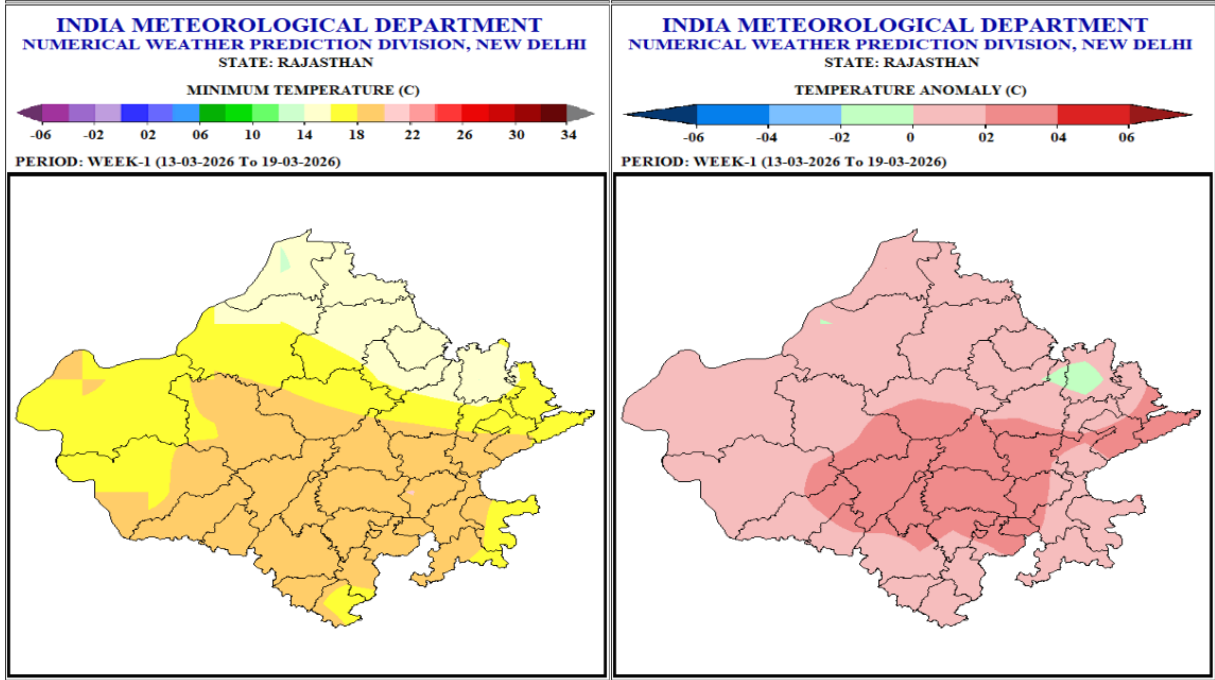 INDIA METEOROLOGICAL DEPARTMENT
NUMERICAL WEATHER PREDICTION DIVISION, NEW DELHI
STATE: RAJASTHAN
MINIMUM TEMPERATURE (C)
-06 -02 02 06 10 14 18 22 26 30 34
PERIOD: WEEK-1 (13-03-2026 To 19-03-2026)
INDIA METEOROLOGICAL DEPARTMENT
NUMERICAL WEATHER PREDICTION DIVISION, NEW DELHI
STATE: RAJASTHAN
TEMPERATURE ANOMALY (C)
-06 -04 -02 0 02 04 06
PERIOD: WEEK-1 (13-03-2026 To 19-03-2026)